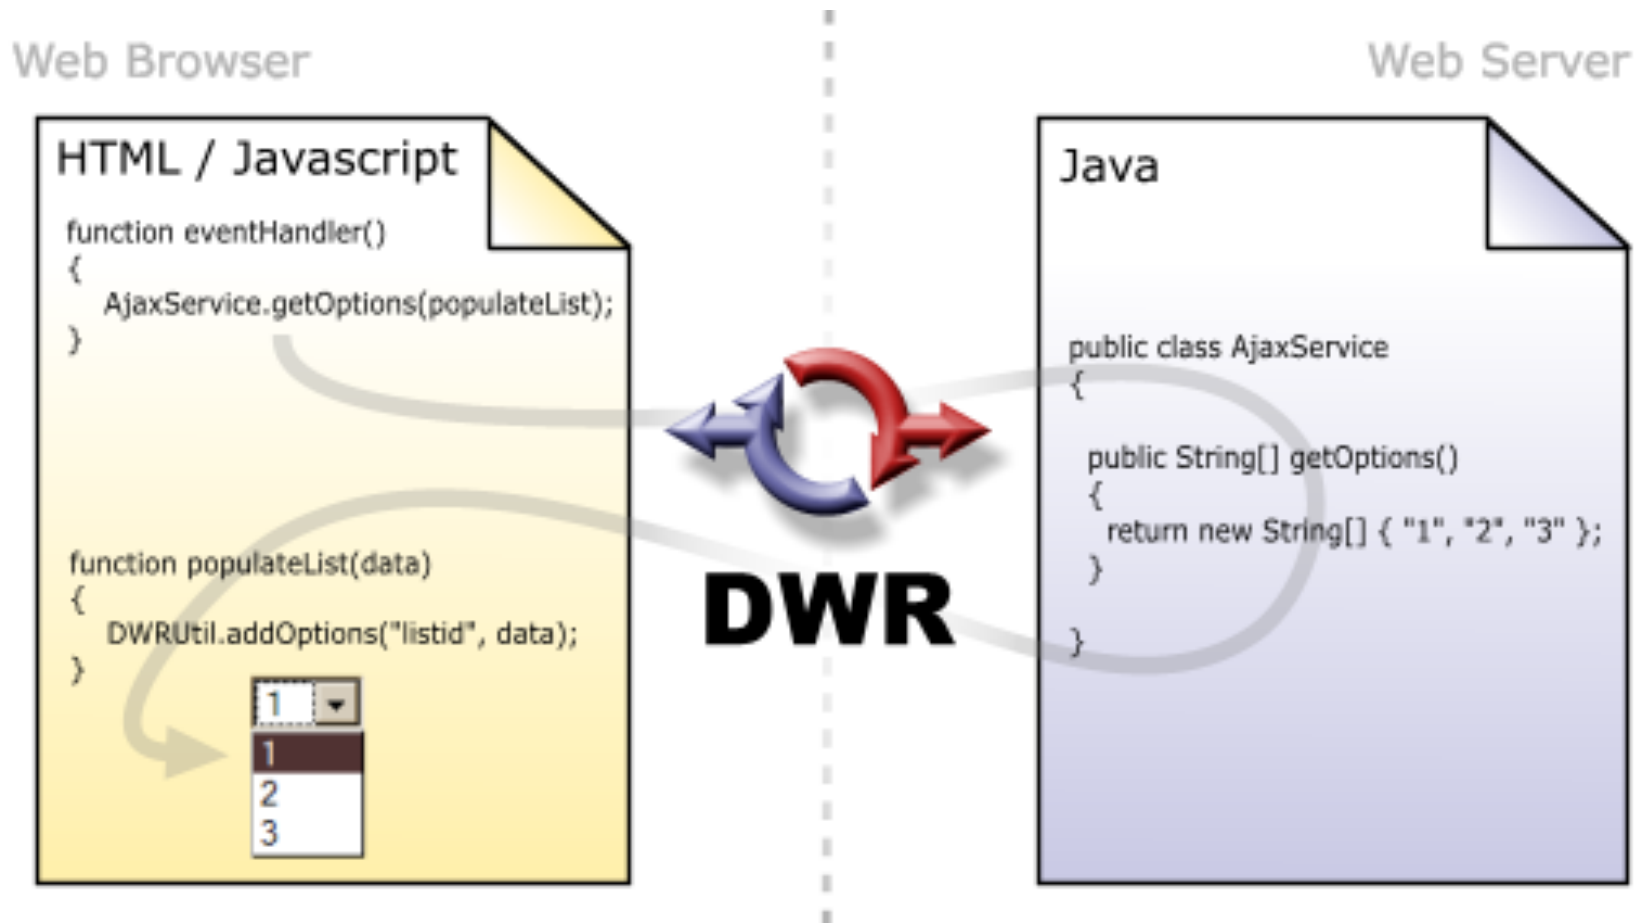 Web Browser
Web Server
HTML / Javascript
function eventHandler()
{
AjaxService.getOptions(populateList);
}
function populateList(data)
{
DWRUtil.addOptions("listid", data);
}
1
1
2
3
DWR
Java
public class AjaxService
{
public String[] getOptions()
{
return new String[] { "1", "2", "3" };
}
}